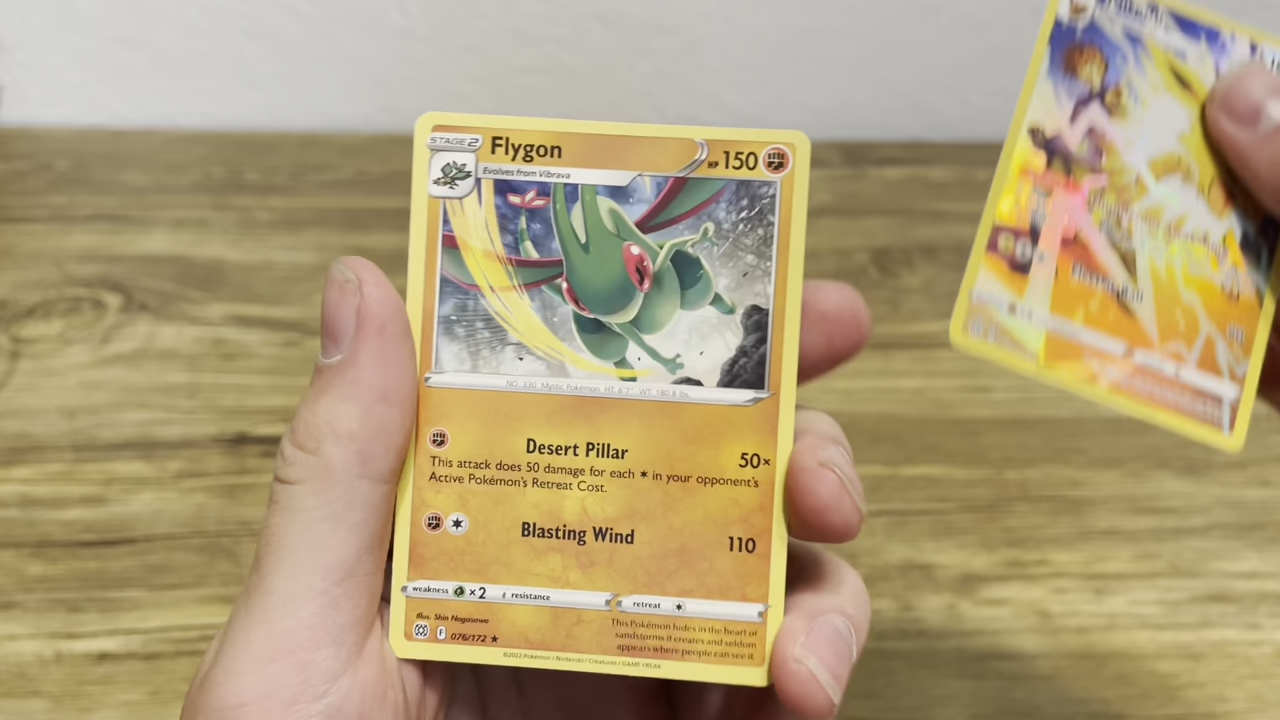 STAGE 2
Flygon
HP 150
Evolves from Vibrava
NO. 330 Mystic Pokémon HT: 6'7" WT: 180.8 lbs.
Desert Pillar 50×
This attack does 50 damage for each ✶ in your opponent's
Active Pokémon's Retreat Cost.
Blasting Wind 110
weakness ×2 resistance retreat
Illus. Shin Nagasawa
F 076/172 ★
This Pokémon hides in the heart of
sandstorms it creates and seldom
appears where people can see it.
©2022 Pokémon / Nintendo / Creatures / GAME FREAK